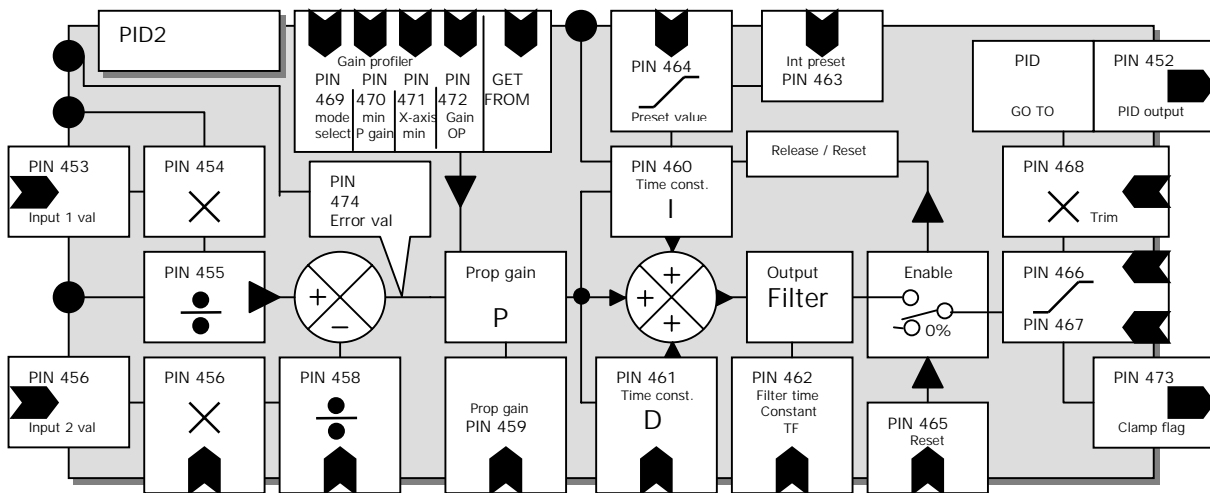 PID2
Gain profiler
PIN 469 mode select
PIN 470 min P gain
PIN 471 X-axis min
PIN 472 Gain OP
GET FROM
PIN 464
Preset value
Int preset
PIN 463
PID
GO TO
PIN 452
PID output
PIN 453
Input 1 val
PIN 454
PIN 474
Error val
PIN 460
Time const.
I
Release / Reset
PIN 468
Trim
PIN 455
+
−
Prop gain
P
+
+
+
Output
Filter
Enable
0%
PIN 466
PIN 467
PIN 456
Input 2 val
PIN 456
PIN 458
Prop gain
PIN 459
PIN 461
Time const.
D
PIN 462
Filter time
Constant
TF
PIN 465
Reset
PIN 473
Clamp flag